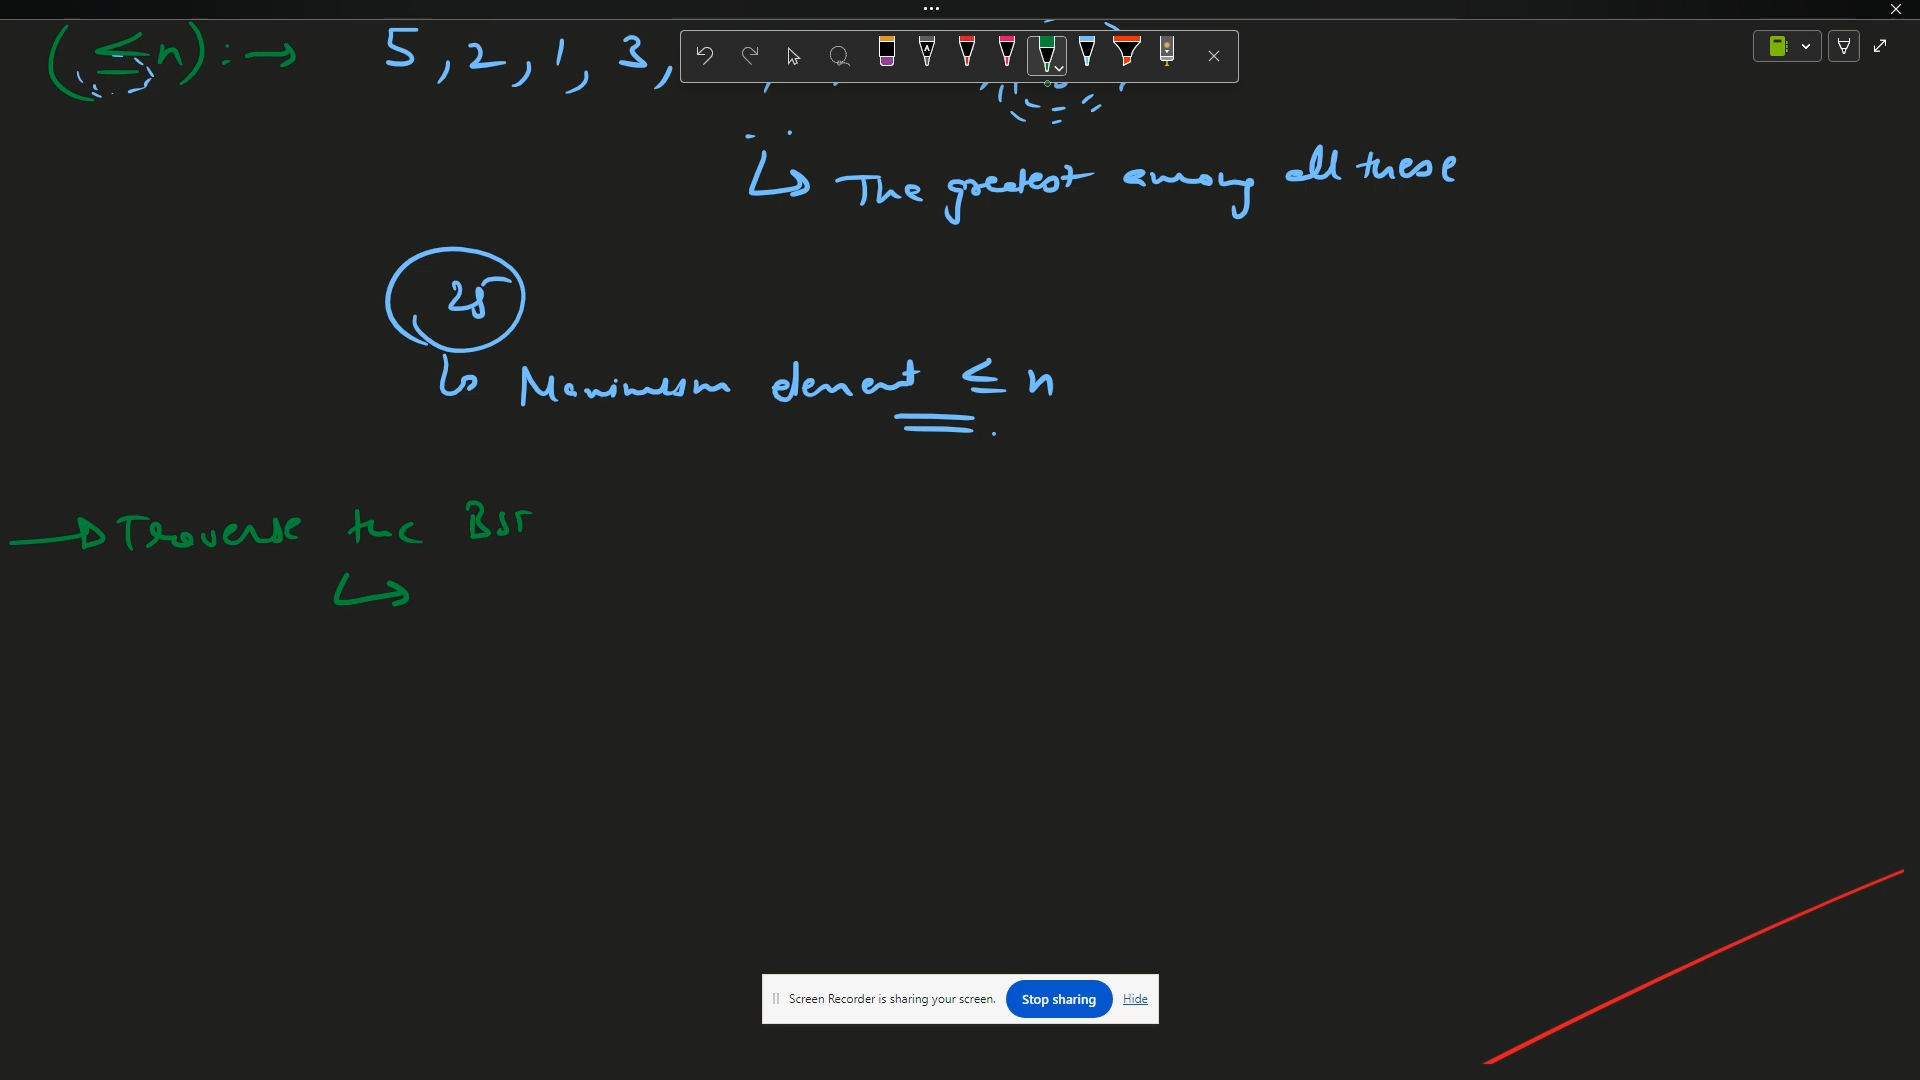 (≤n) :→ 5, 2, 1, 3,
↳ The greatest among all these
25
↳ Maximum element ≤ n
→ Traverse the BST
↳
Screen Recorder is sharing your screen. Stop sharing Hide